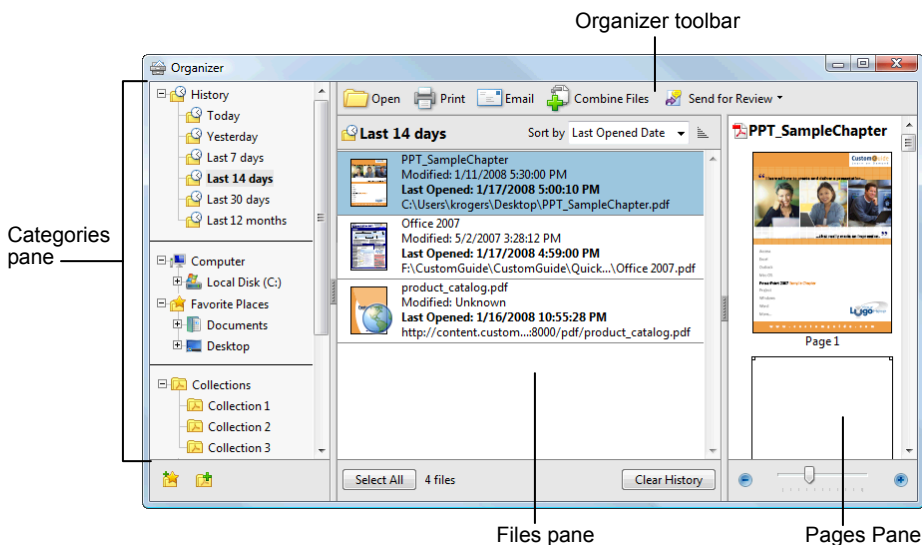 Organizer toolbar
Organizer
History
Today
Yesterday
Last 7 days
Last 14 days
Last 30 days
Last 12 months
Computer
Local Disk (C:)
Favorite Places
Documents
Desktop
Collections
Collection 1
Collection 2
Collection 3
Categories
pane
Open Print Email Combine Files Send for Review
Last 14 days Sort by Last Opened Date
PPT_SampleChapter
Modified: 1/11/2008 5:30:00 PM
Last Opened: 1/17/2008 5:00:10 PM
C:\Users\krogers\Desktop\PPT_SampleChapter.pdf
Office 2007
Modified: 5/2/2007 3:28:12 PM
Last Opened: 1/17/2008 4:59:00 PM
F:\CustomGuide\CustomGuide\Quick...\Office 2007.pdf
product_catalog.pdf
Modified: Unknown
Last Opened: 1/16/2008 10:55:28 PM
http://content.custom...:8000/pdf/product_catalog.pdf
Select All 4 files Clear History
PPT_SampleChapter
CustomGuide
Logo
www.customguide.com
Page 1
Files pane
Pages Pane